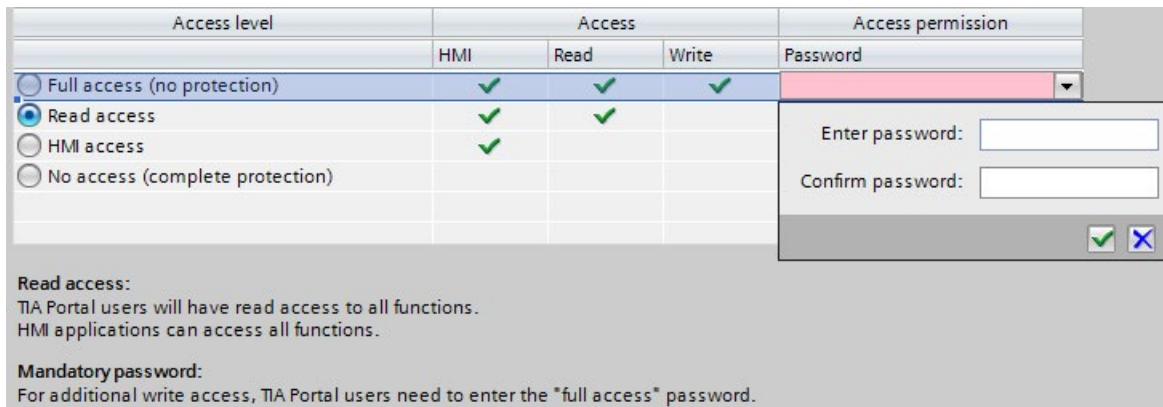 Access level Access Access permission
HMI Read Write Password
Full access (no protection)
Read access
HMI access
No access (complete protection)
Enter password:
Confirm password:
Read access:
TIA Portal users will have read access to all functions.
HMI applications can access all functions.
Mandatory password:
For additional write access, TIA Portal users need to enter the "full access" password.